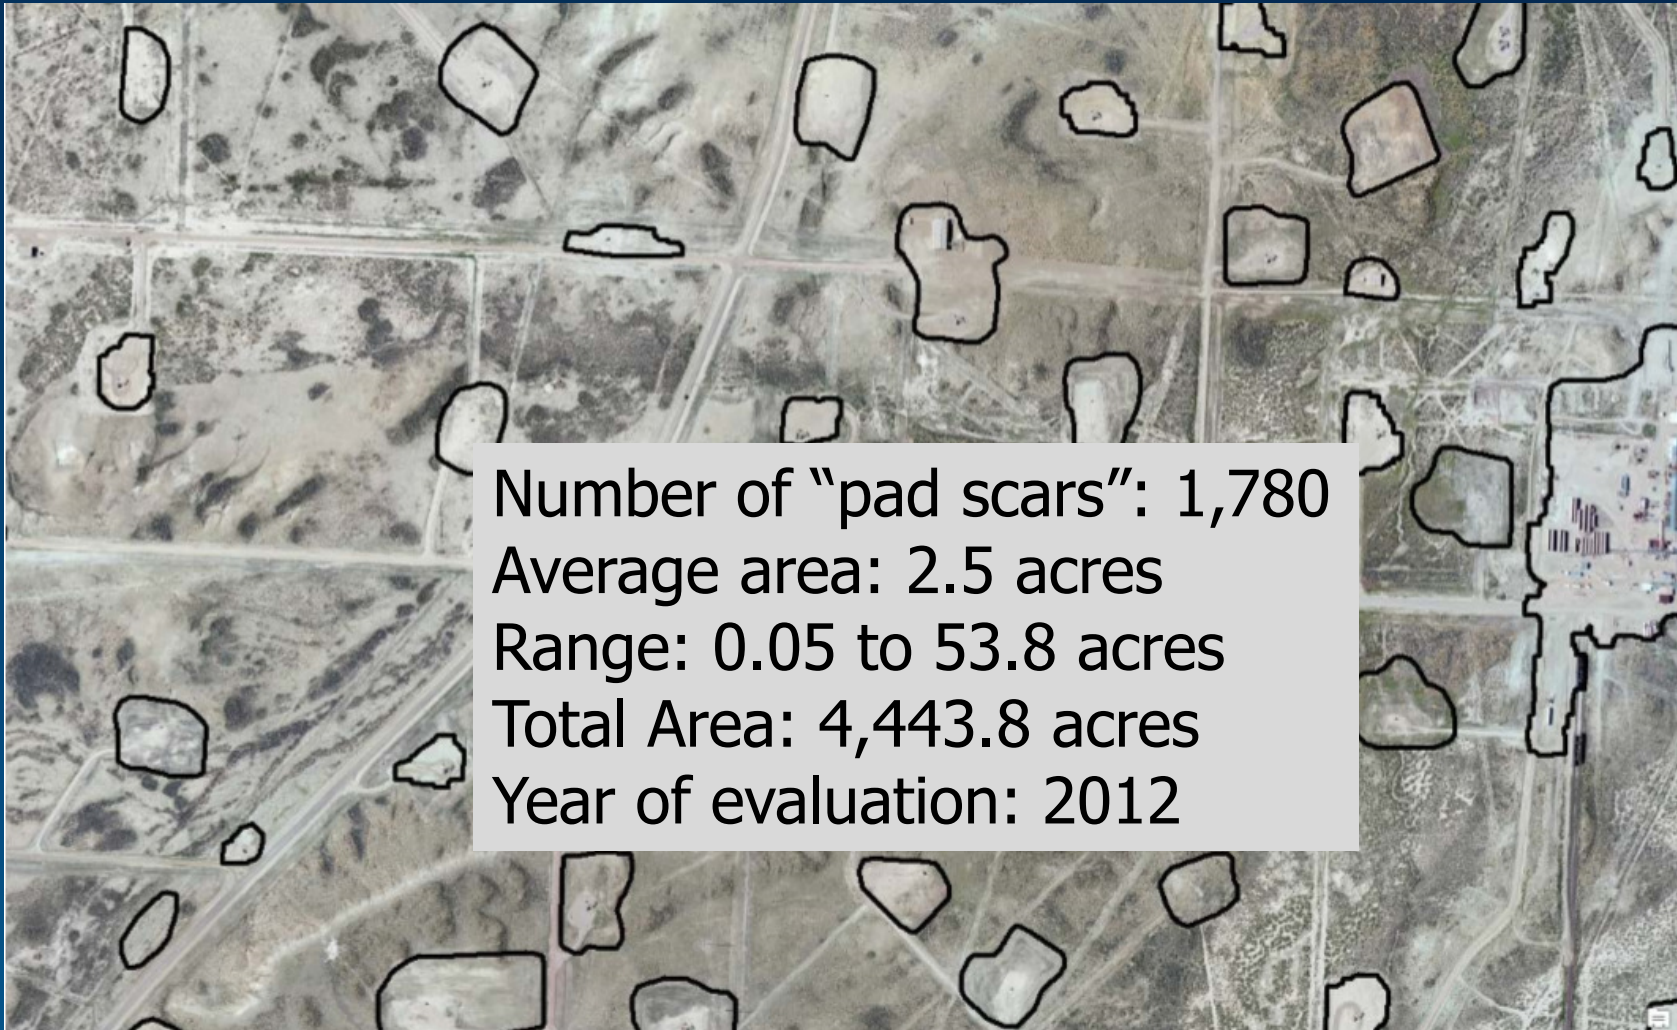 Number of “pad scars”: 1,780
Average area: 2.5 acres
Range: 0.05 to 53.8 acres
Total Area: 4,443.8 acres
Year of evaluation: 2012